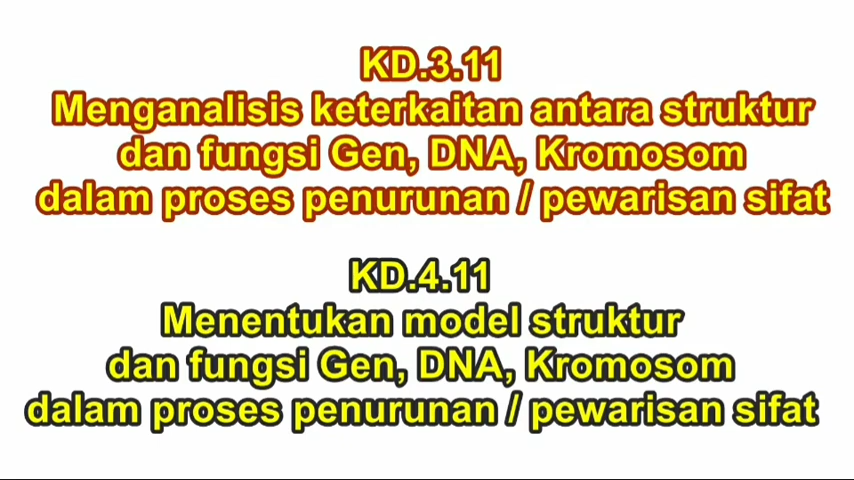 KD.3.11
Menganalisis keterkaitan antara struktur
dan fungsi Gen, DNA, Kromosom
dalam proses penurunan / pewarisan sifat
KD.4.11
Menentukan model struktur
dan fungsi Gen, DNA, Kromosom
dalam proses penurunan / pewarisan sifat